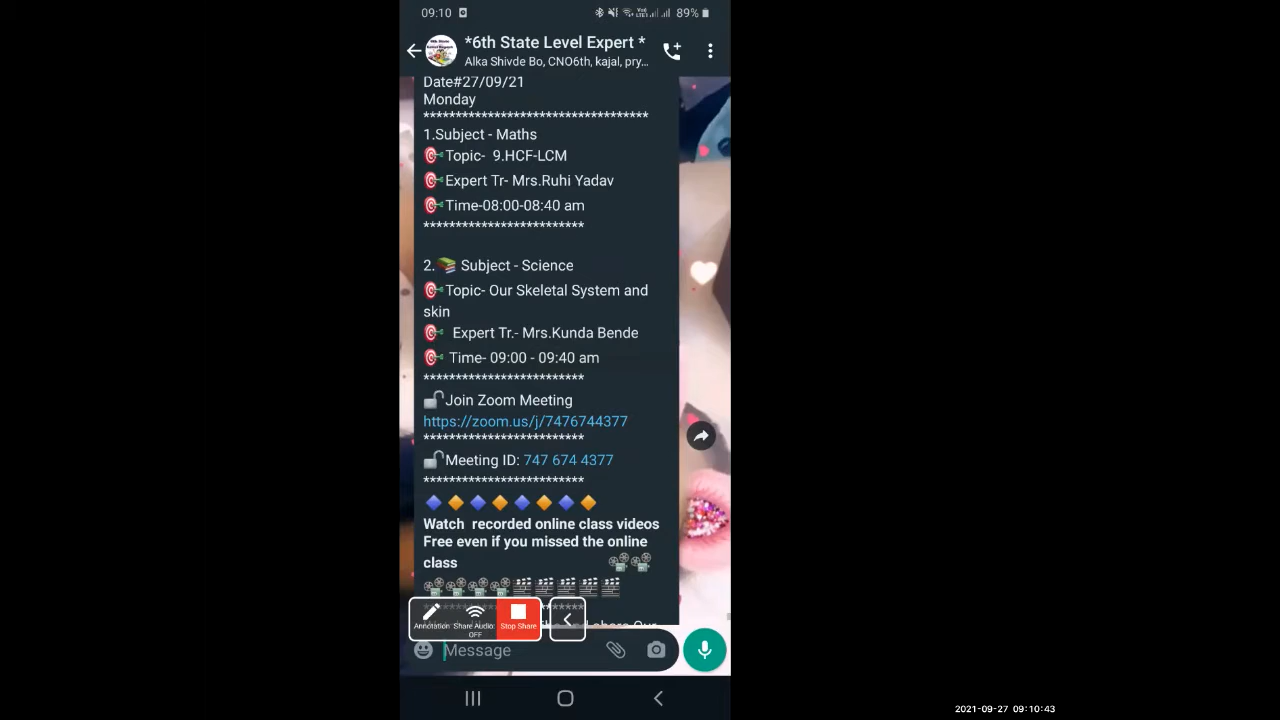 09:10
89%
*6th State Level Expert *
Alka Shivde Bo, CNO6th, kajal, pry...
Date#27/09/21
Monday
***********************************
1.Subject - Maths
Topic- 9.HCF-LCM
Expert Tr- Mrs.Ruhi Yadav
Time-08:00-08:40 am
*************************
2. Subject - Science
Topic- Our Skeletal System and
skin
Expert Tr.- Mrs.Kunda Bende
Time- 09:00 - 09:40 am
*************************
Join Zoom Meeting
https://zoom.us/j/7476744377
*************************
Meeting ID: 747 674 4377
*************************
Watch recorded online class videos
Free even if you missed the online
class
Annotation
Share Audio:
OFF
Stop Share
Message
2021-09-27 09:10:43